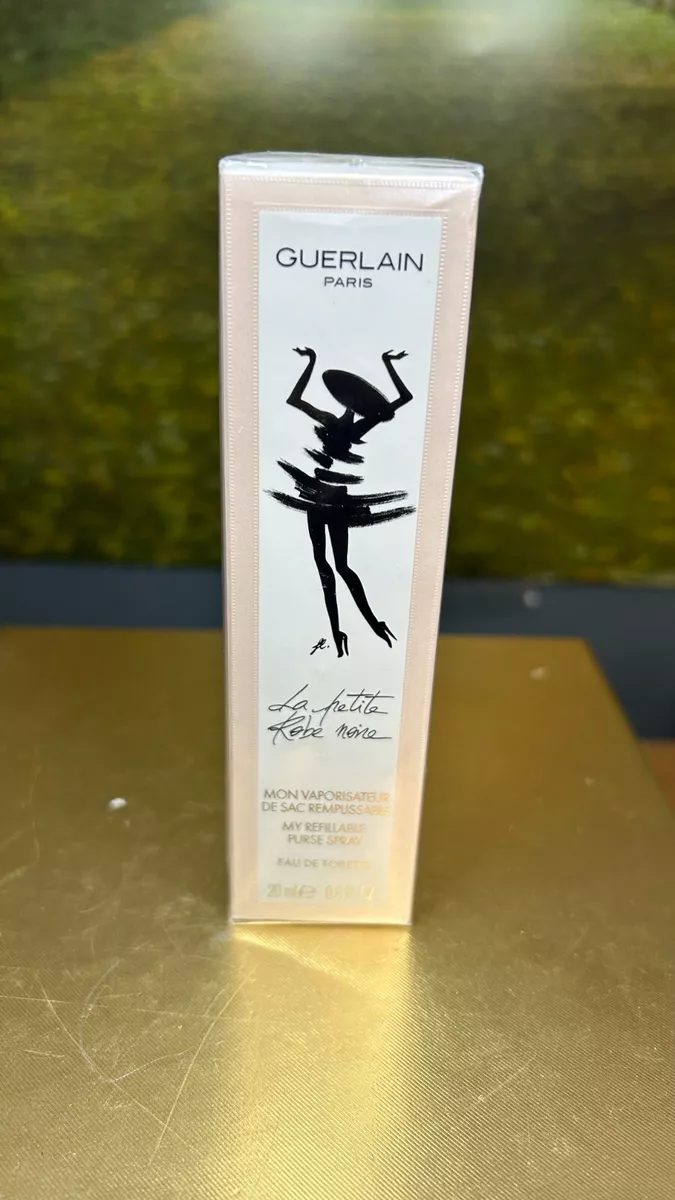 GUERLAIN
PARIS
La petite
Robe noire
MON VAPORISATEUR
DE SAC REMPLISSABLE
MY REFILLABLE
PURSE SPRAY
EAU DE TOILETTE
20 ml ℮